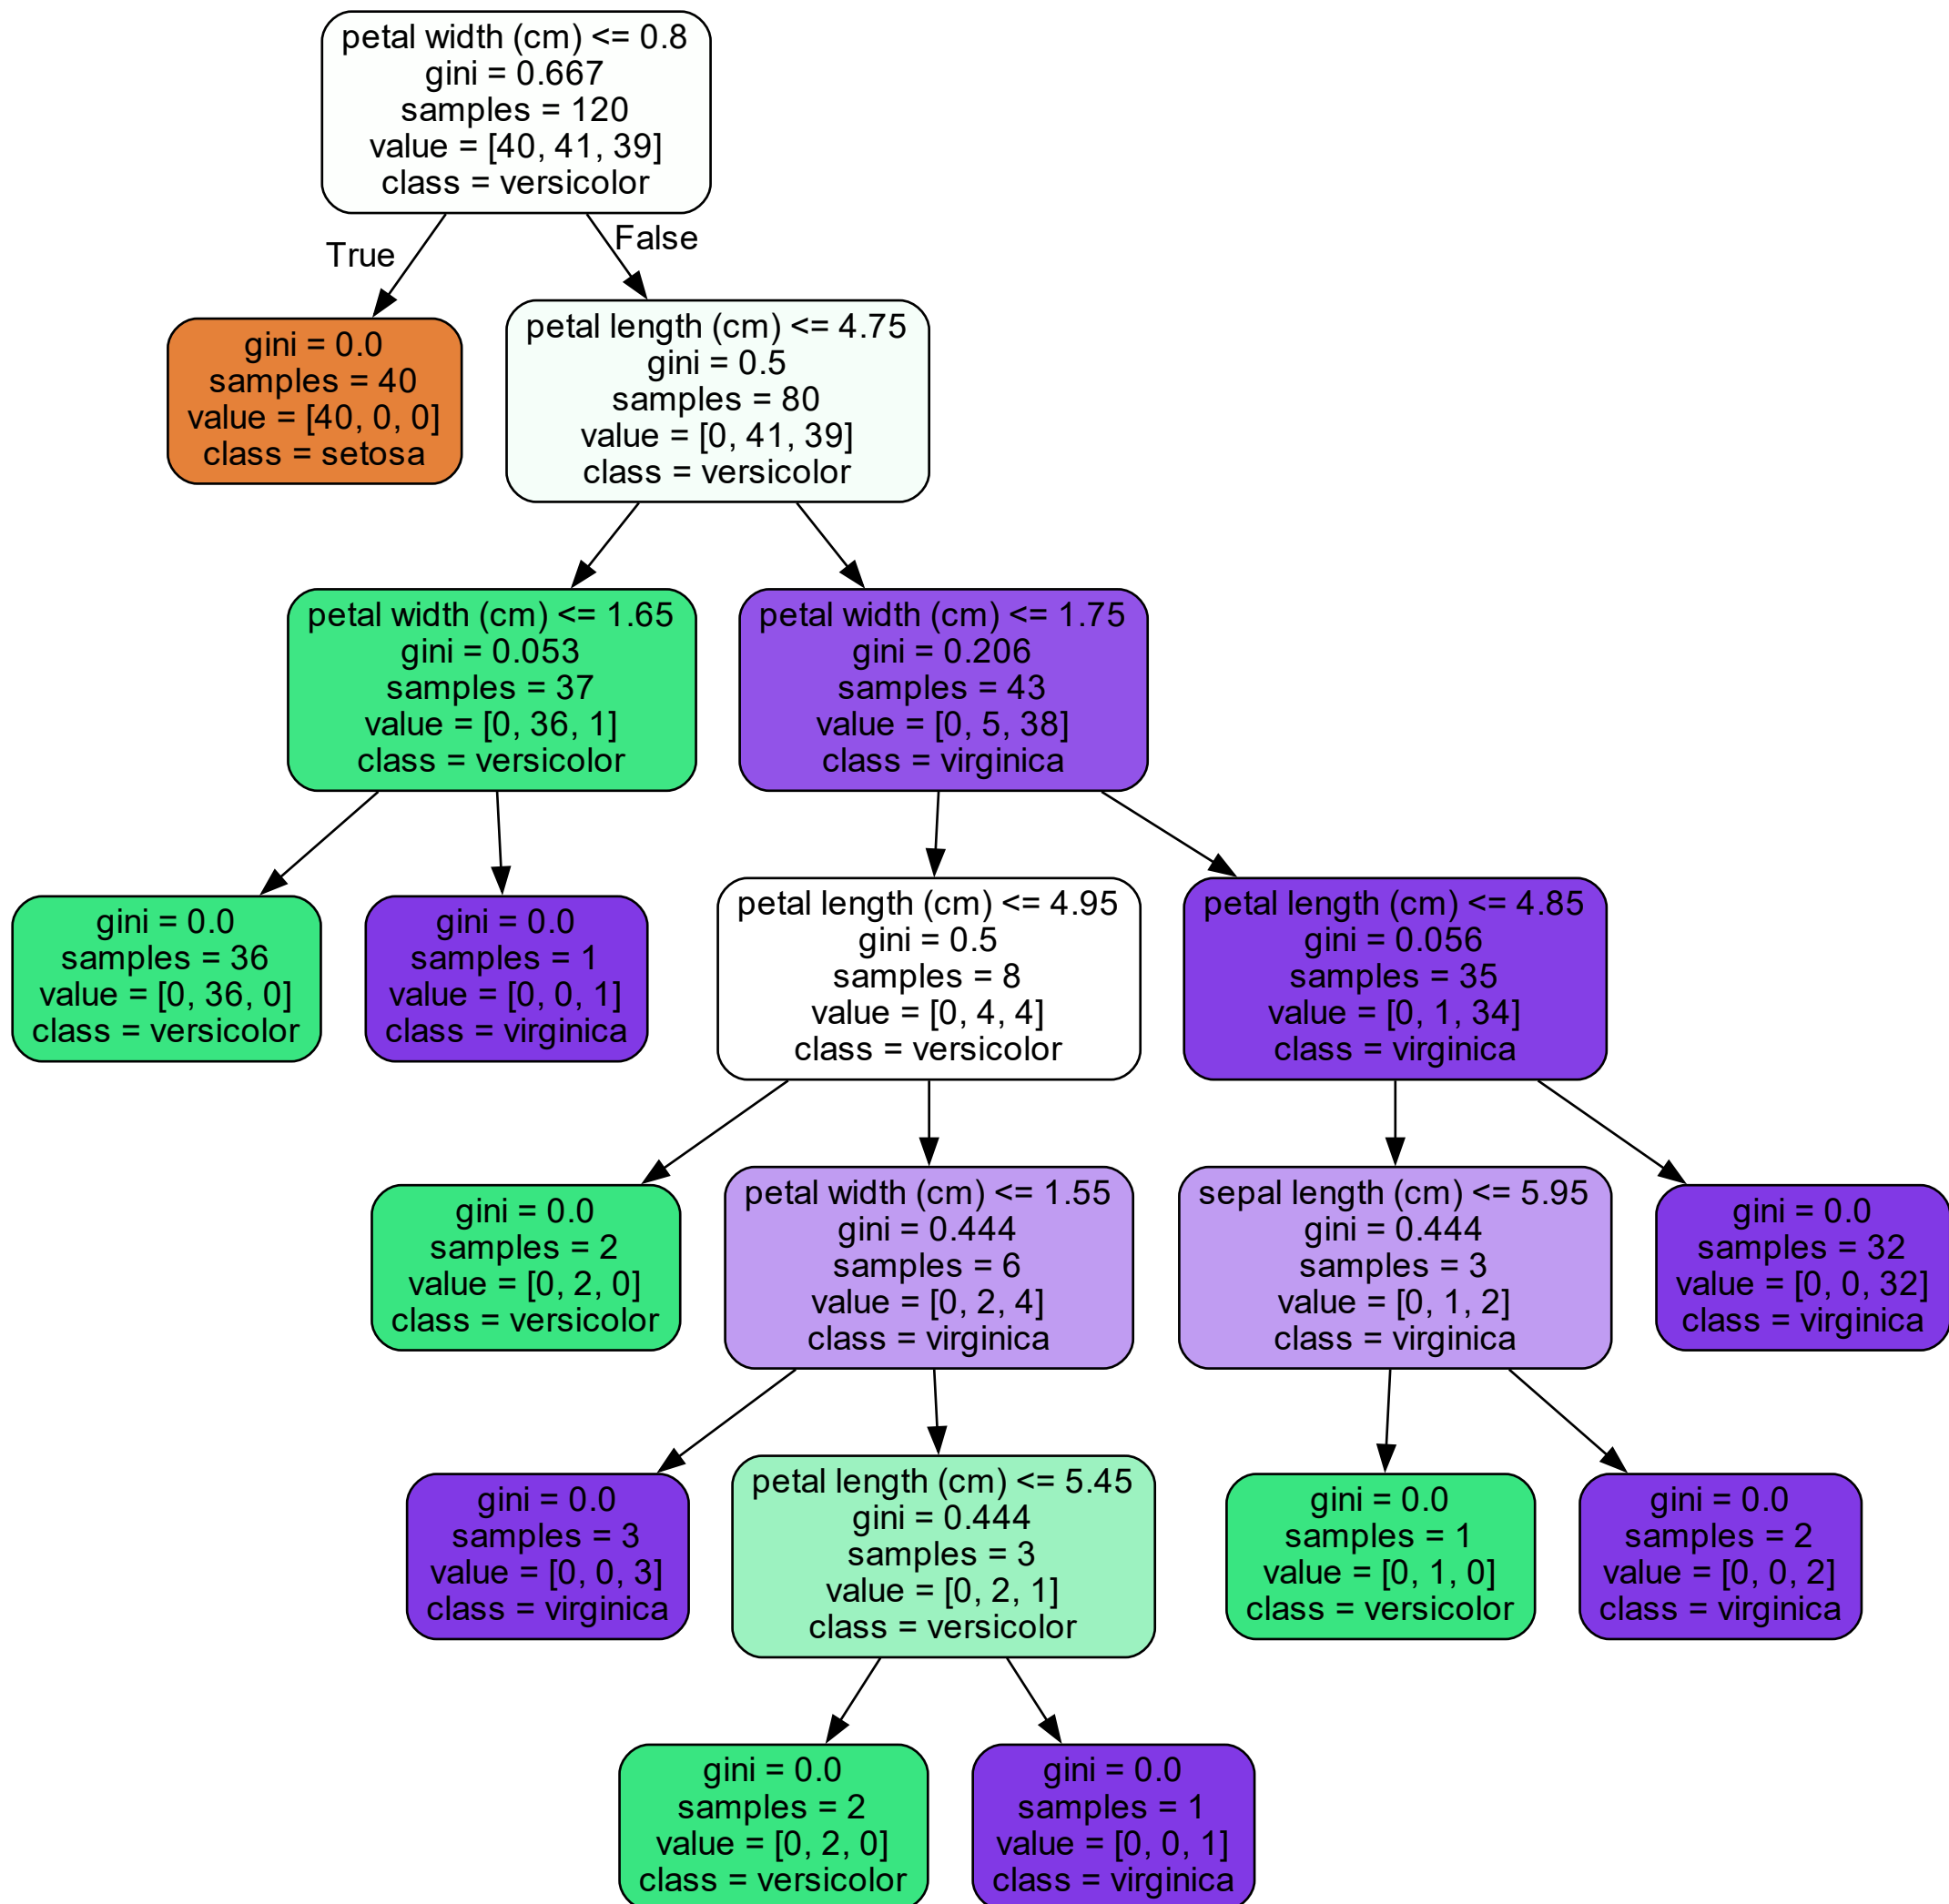 petal width (cm) <= 0.8
gini = 0.667
samples = 120
value = [40, 41, 39]
class = versicolor
True
False
gini = 0.0
samples = 40
value = [40, 0, 0]
class = setosa
petal length (cm) <= 4.75
gini = 0.5
samples = 80
value = [0, 41, 39]
class = versicolor
petal width (cm) <= 1.65
gini = 0.053
samples = 37
value = [0, 36, 1]
class = versicolor
petal width (cm) <= 1.75
gini = 0.206
samples = 43
value = [0, 5, 38]
class = virginica
gini = 0.0
samples = 36
value = [0, 36, 0]
class = versicolor
gini = 0.0
samples = 1
value = [0, 0, 1]
class = virginica
petal length (cm) <= 4.95
gini = 0.5
samples = 8
value = [0, 4, 4]
class = versicolor
petal length (cm) <= 4.85
gini = 0.056
samples = 35
value = [0, 1, 34]
class = virginica
gini = 0.0
samples = 2
value = [0, 2, 0]
class = versicolor
petal width (cm) <= 1.55
gini = 0.444
samples = 6
value = [0, 2, 4]
class = virginica
sepal length (cm) <= 5.95
gini = 0.444
samples = 3
value = [0, 1, 2]
class = virginica
gini = 0.0
samples = 32
value = [0, 0, 32]
class = virginica
gini = 0.0
samples = 3
value = [0, 0, 3]
class = virginica
petal length (cm) <= 5.45
gini = 0.444
samples = 3
value = [0, 2, 1]
class = versicolor
gini = 0.0
samples = 1
value = [0, 1, 0]
class = versicolor
gini = 0.0
samples = 2
value = [0, 0, 2]
class = virginica
gini = 0.0
samples = 2
value = [0, 2, 0]
class = versicolor
gini = 0.0
samples = 1
value = [0, 0, 1]
class = virginica